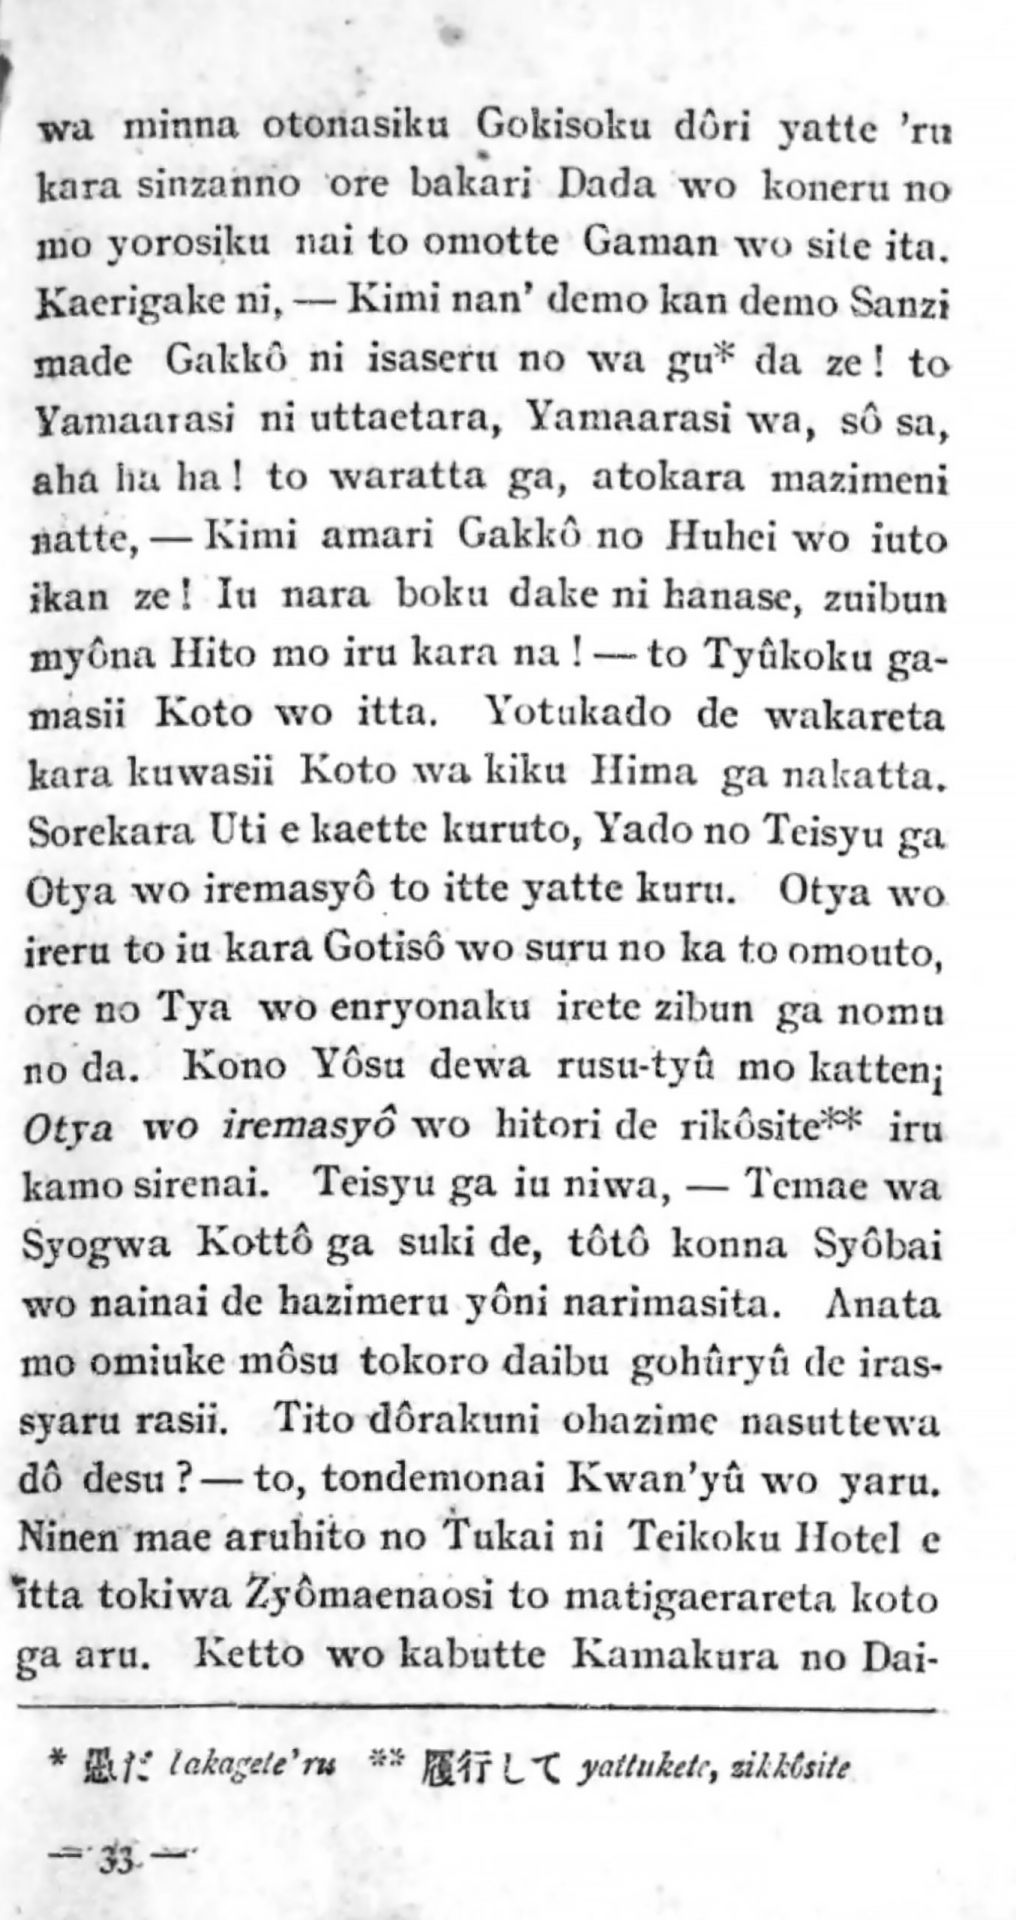 wa minna otonasiku Gokisoku dôri yatte 'ru
kara sinzanno ore bakari Dada wo koneru no
mo yorosiku nai to omotte Gaman wo site ita.
Kaerigake ni, — Kimi nan' demo kan demo Sanzi
made Gakkô ni isaseru no wa gu* da ze! to
Yamaarasi ni uttaetara, Yamaarasi wa, sô sa,
aha ha ha! to waratta ga, atokara mazimeni
natte, — Kimi amari Gakkô no Huhei wo iuto
ikan ze! Iu nara boku dake ni hanase, zuibun
myôna Hito mo iru kara na! — to Tyûkoku ga-
masii Koto wo itta. Yotukado de wakareta
kara kuwasii Koto wa kiku Hima ga nakatta.
Sorekara Uti e kaette kuruto, Yado no Teisyu ga
Otya wo iremasyô to itte yatte kuru. Otya wo
ireru to iu kara Gotisô wo suru no ka to omouto,
ore no Tya wo enryonaku irete zibun ga nomu
no da. Kono Yôsu dewa rusu-tyû mo katten¡
Otya wo iremasyô wo hitori de rikôsite** iru
kamo sirenai. Teisyu ga iu niwa, — Temae wa
Syogwa Kottô ga suki de, tôtô konna Syôbai
wo nainai de hazimeru yôni narimasita. Anata
mo omiuke môsu tokoro daibu gohûryû de iras-
syaru rasii. Tito dôrakuni ohazime nasuttewa
dô desu? — to, tondemonai Kwan'yû wo yaru.
Ninen mae aruhito no Tukai ni Teikoku Hotel e
itta tokiwa Zyômaenaosi to matigaerareta koto
ga aru. Ketto wo kabutte Kamakura no Dai-
* 愚だ takagete'ru ** 履行して yattukete, zikkôsite
— 33 —